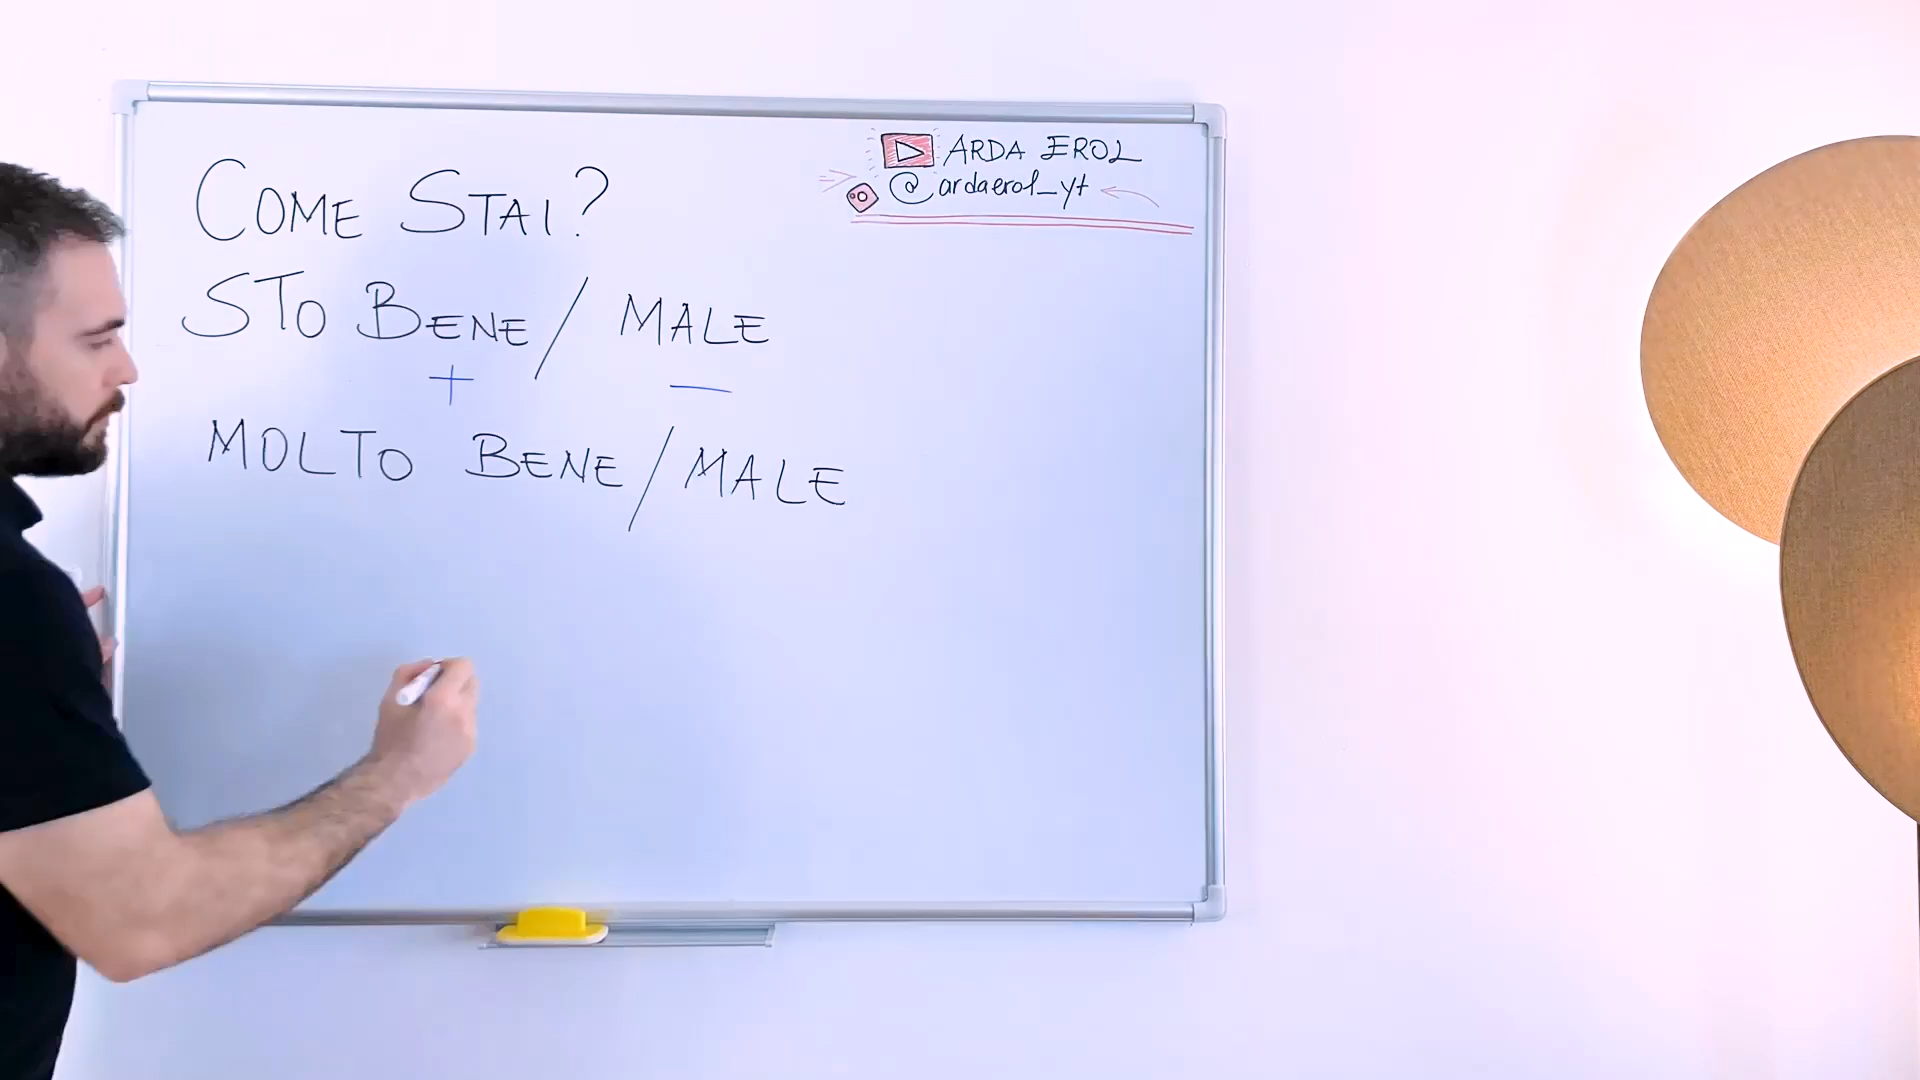 COME STAI?
STO BENE / MALE
+ —
MOLTO BENE / MALE
ARDA EROL
@ardaerol_yt